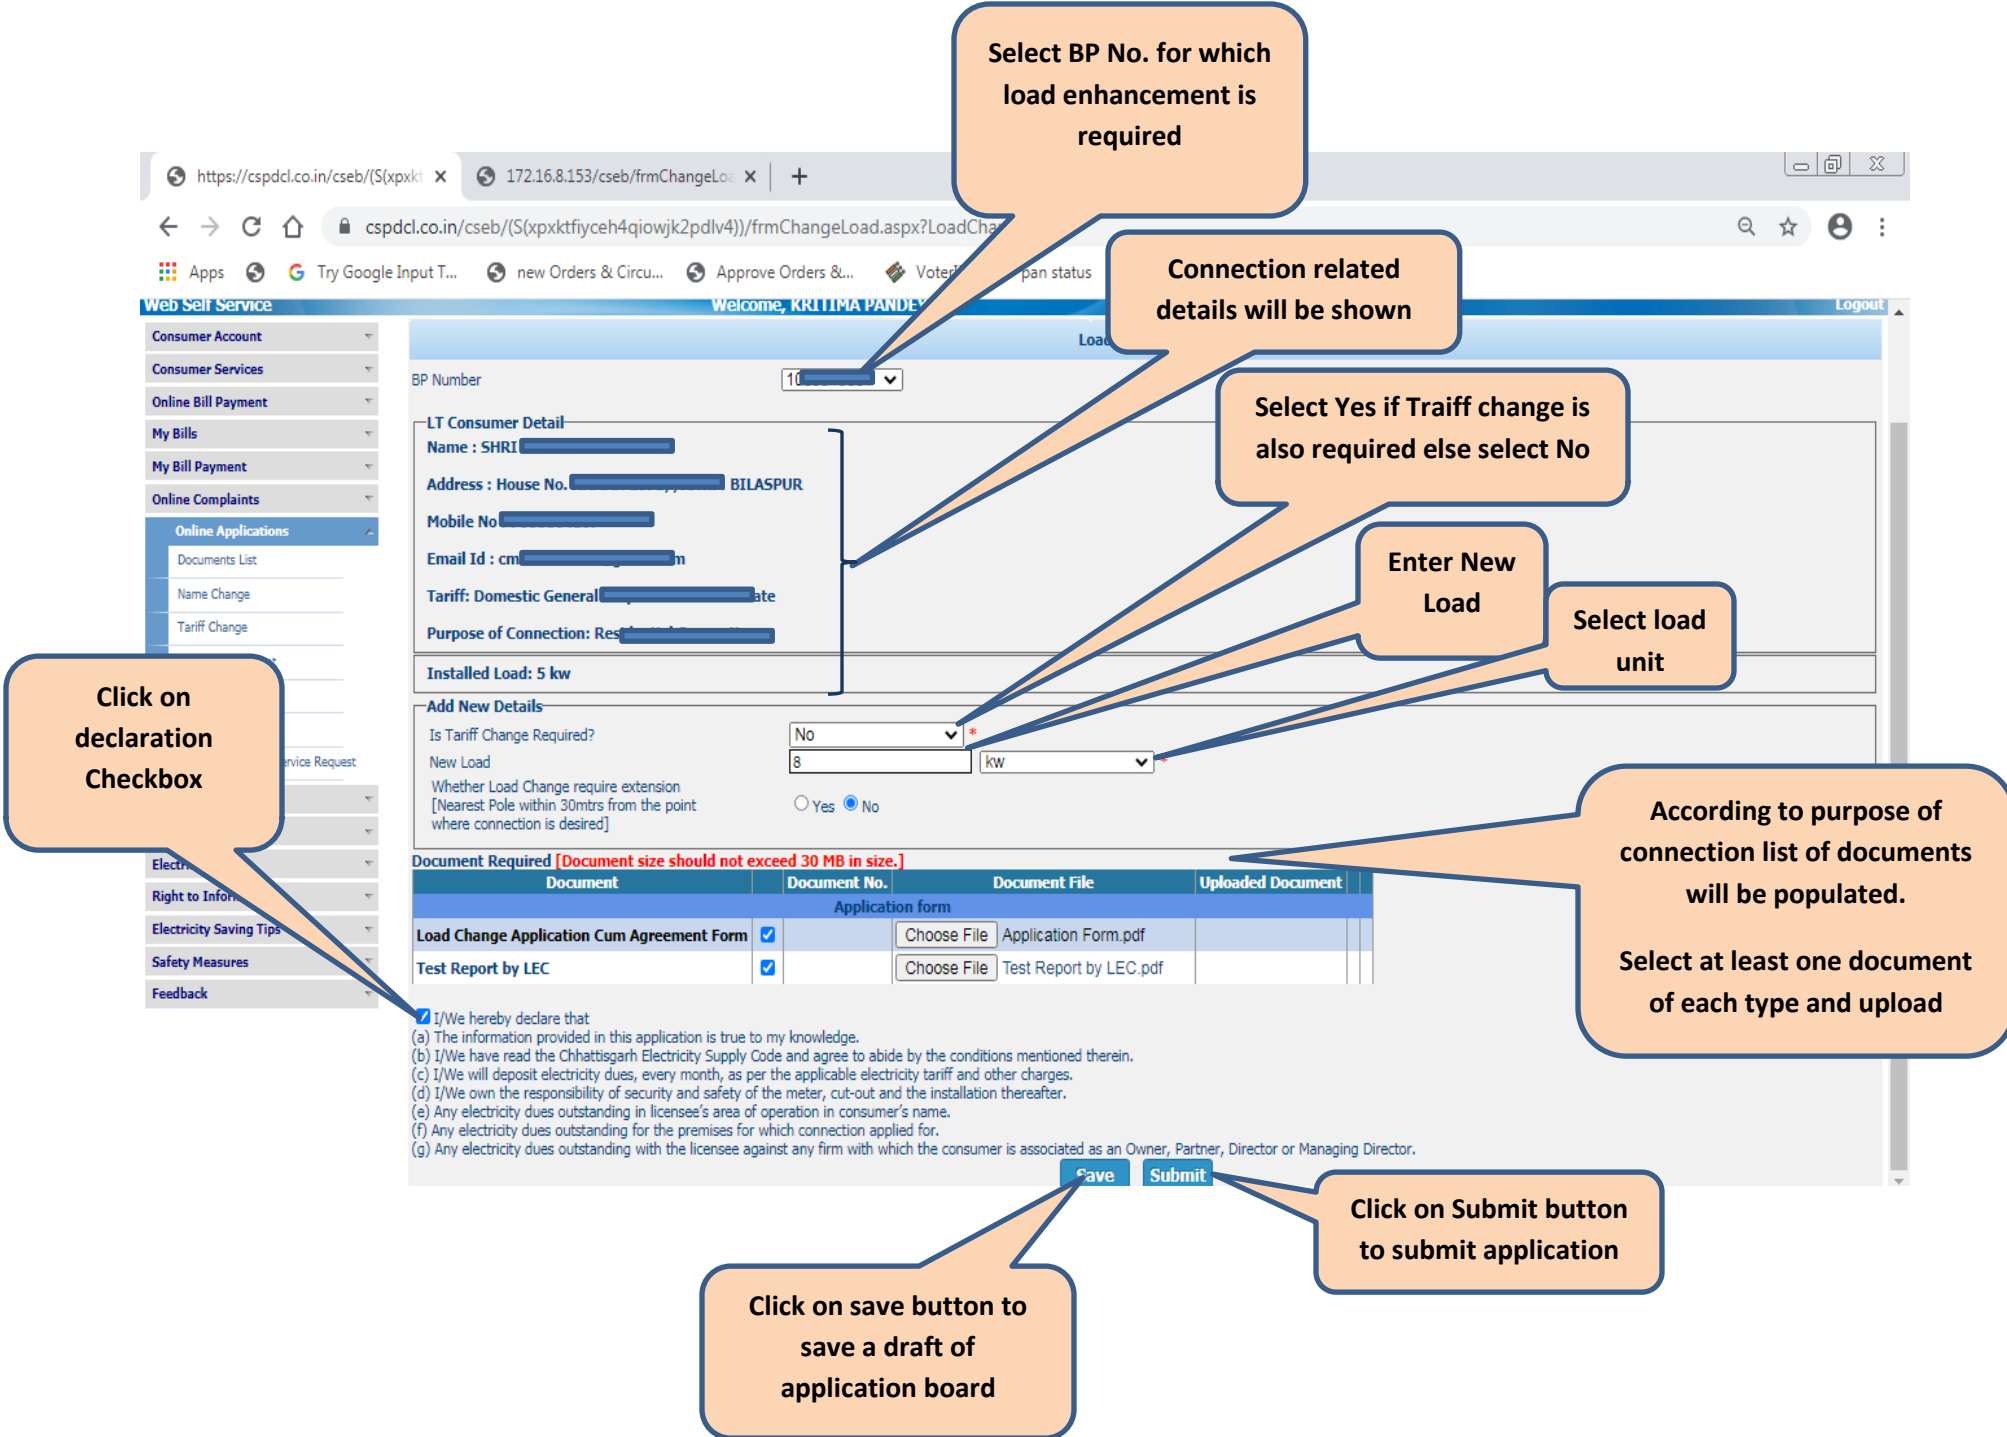 Select BP No. for which
load enhancement is
required
https://cspdcl.co.in/cseb/(S(xpxkt
172.16.8.153/cseb/frmChangeLoa
cspdcl.co.in/cseb/(S(xpxktfiyceh4qiowjk2pdlv4))/frmChangeLoad.aspx?LoadCha
Apps
Try Google Input T...
new Orders & Circu...
Approve Orders &...
pan status
Connection related
details will be shown
Web Self Service
Welcome, KRITIMA PANDEY
Logout
Consumer Account
Consumer Services
Online Bill Payment
My Bills
My Bill Payment
Online Complaints
Online Applications
Documents List
Name Change
Tariff Change
Service Request
Right to
Electricity Saving Tips
Safety Measures
Feedback
Load
BP Number
Select Yes if Traiff change is
also required else select No
LT Consumer Detail
Name : SHRI
Address : House No. BILASPUR
Mobile No
Email Id : cm m
Tariff: Domestic General ate
Purpose of Connection: Res
Installed Load: 5 kw
Enter New
Load
Select load
unit
Click on
declaration
Checkbox
Add New Details
Is Tariff Change Required? No *
New Load 8 kw *
Whether Load Change require extension
[Nearest Pole within 30mtrs from the point
where connection is desired]
Yes No
According to purpose of
connection list of documents
will be populated.
Select at least one document
of each type and upload
Document Required [Document size should not exceed 30 MB in size.]
Document Document No. Document File Uploaded Document
Application form
Load Change Application Cum Agreement Form Choose File Application Form.pdf
Test Report by LEC Choose File Test Report by LEC.pdf
I/We hereby declare that
(a) The information provided in this application is true to my knowledge.
(b) I/We have read the Chhattisgarh Electricity Supply Code and agree to abide by the conditions mentioned therein.
(c) I/We will deposit electricity dues, every month, as per the applicable electricity tariff and other charges.
(d) I/We own the responsibility of security and safety of the meter, cut-out and the installation thereafter.
(e) Any electricity dues outstanding in licensee's area of operation in consumer's name.
(f) Any electricity dues outstanding for the premises for which connection applied for.
(g) Any electricity dues outstanding with the licensee against any firm with which the consumer is associated as an Owner, Partner, Director or Managing Director.
Save Submit
Click on Submit button
to submit application
Click on save button to
save a draft of
application board